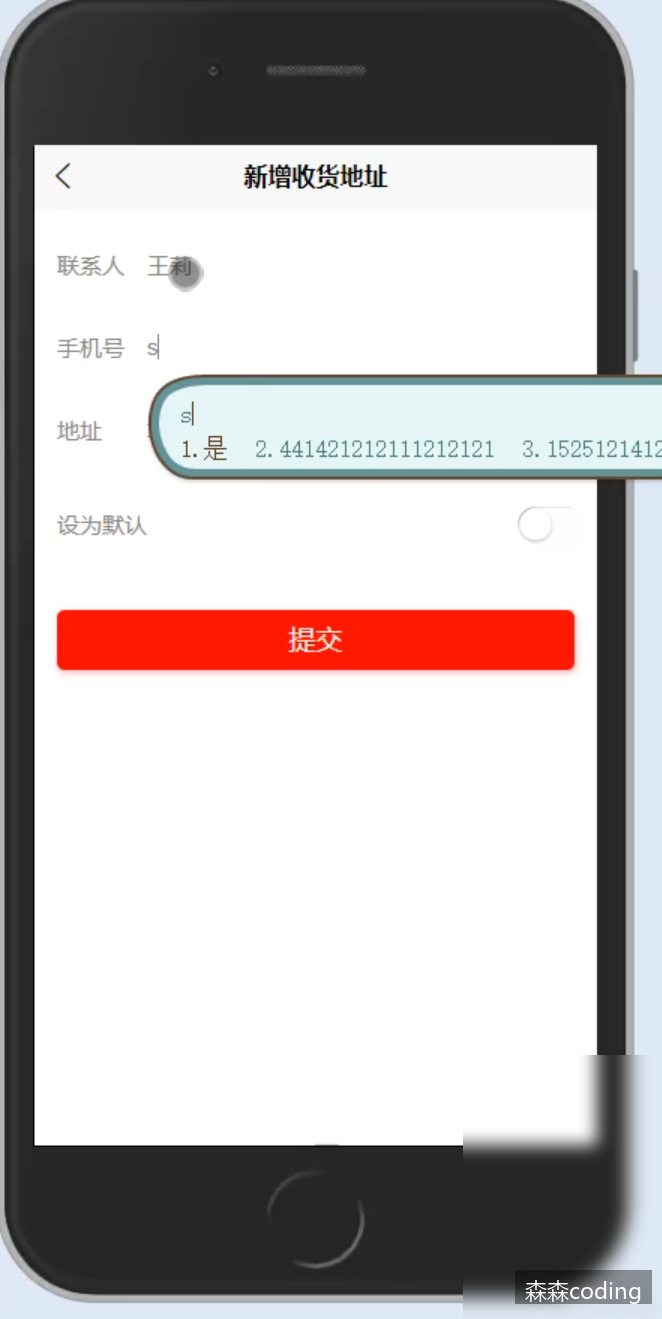 新增收货地址
联系人 王莉
手机号 s
s
地址
1.是 2.441421212111212121 3.1525121412
设为默认
提交
森森coding